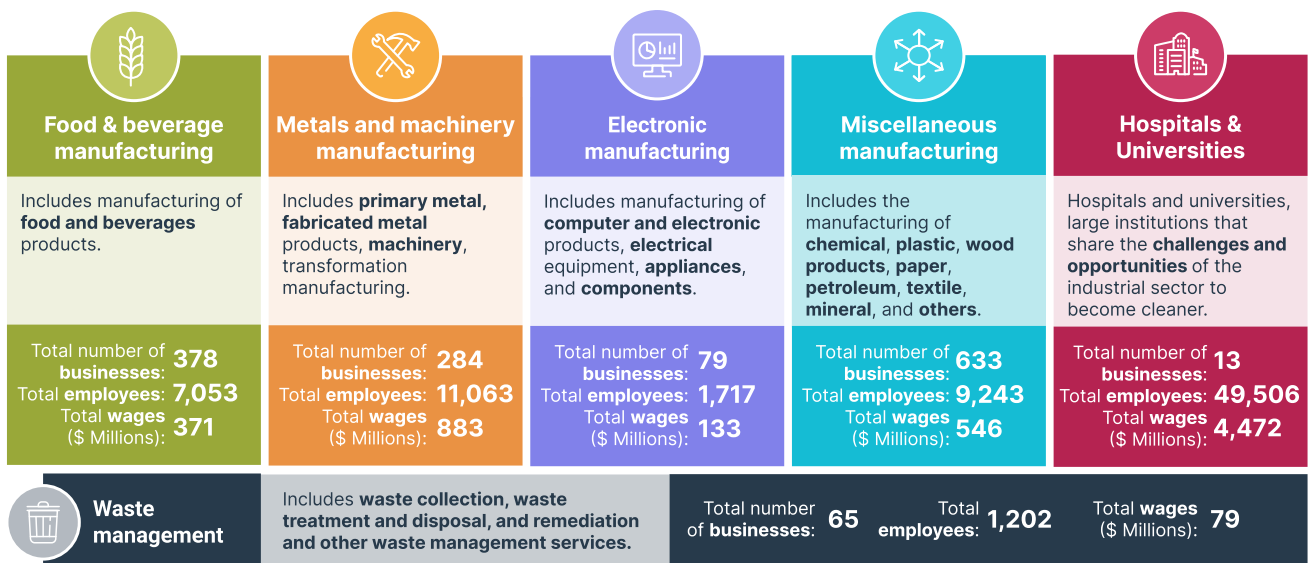 Food & beverage
manufacturing
Includes manufacturing of
food and beverages
products.
Total number of
businesses: 378
Total employees: 7,053
Total wages
($ Millions): 371
Metals and machinery
manufacturing
Includes primary metal,
fabricated metal
products, machinery,
transformation
manufacturing.
Total number of
businesses: 284
Total employees: 11,063
Total wages
($ Millions): 883
Electronic
manufacturing
Includes manufacturing of
computer and electronic
products, electrical
equipment, appliances,
and components.
Total number of
businesses: 79
Total employees: 1,717
Total wages
($ Millions): 133
Miscellaneous
manufacturing
Includes the
manufacturing of
chemical, plastic, wood
products, paper,
petroleum, textile,
mineral, and others.
Total number of
businesses: 633
Total employees: 9,243
Total wages
($ Millions): 546
Hospitals &
Universities
Hospitals and universities,
large institutions that
share the challenges and
opportunities of the
industrial sector to
become cleaner.
Total number of
businesses: 13
Total employees: 49,506
Total wages
($ Millions): 4,472
Waste
management
Includes waste collection, waste
treatment and disposal, and remediation
and other waste management services.
Total number
of businesses: 65
Total
employees: 1,202
Total wages
($ Millions): 79